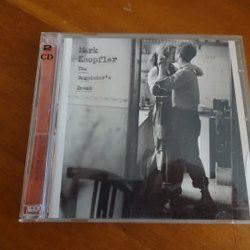 2
CD
Mark
Knopfler
The
Ragpicker's
Dream